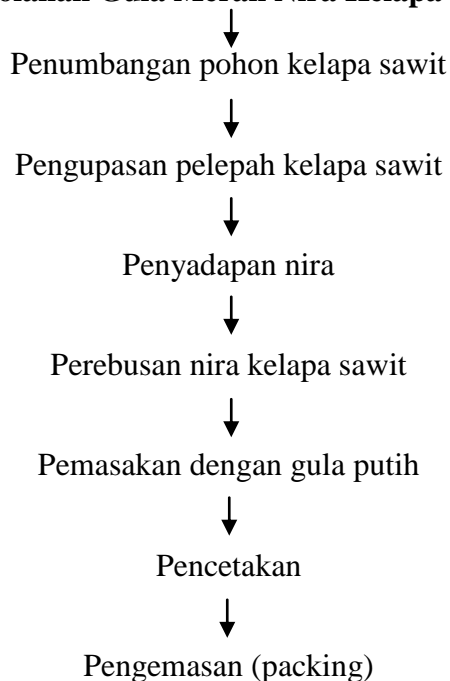 Gula Merah Nira Kelapa
Penumbangan pohon kelapa sawit
Pengupasan pelepah kelapa sawit
Penyadapan nira
Perebusan nira kelapa sawit
Pemasakan dengan gula putih
Pencetakan
Pengemasan (packing)